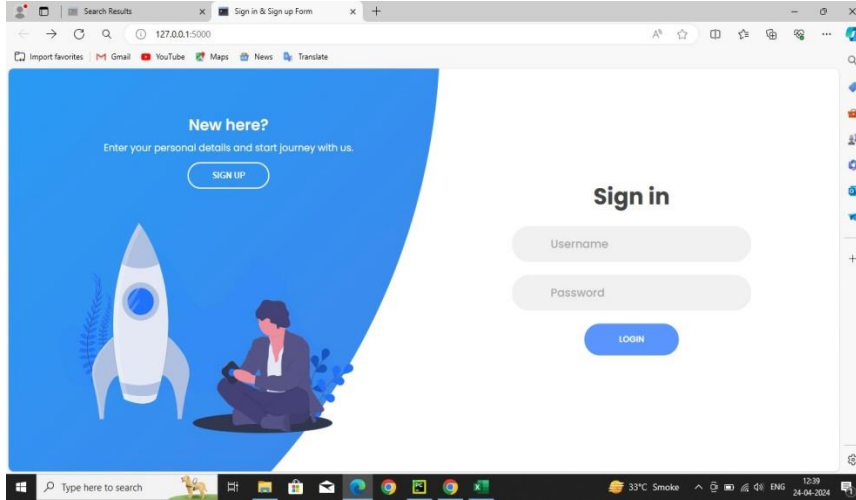 Search Results
Sign in & Sign up Form
127.0.0.1:5000
Import favorites
Gmail
YouTube
Maps
News
Translate
New here?
Enter your personal details and start journey with us.
SIGN UP
Sign in
Username
Password
LOGIN
Type here to search
33°C Smoke
ENG
12:39
24-04-2024